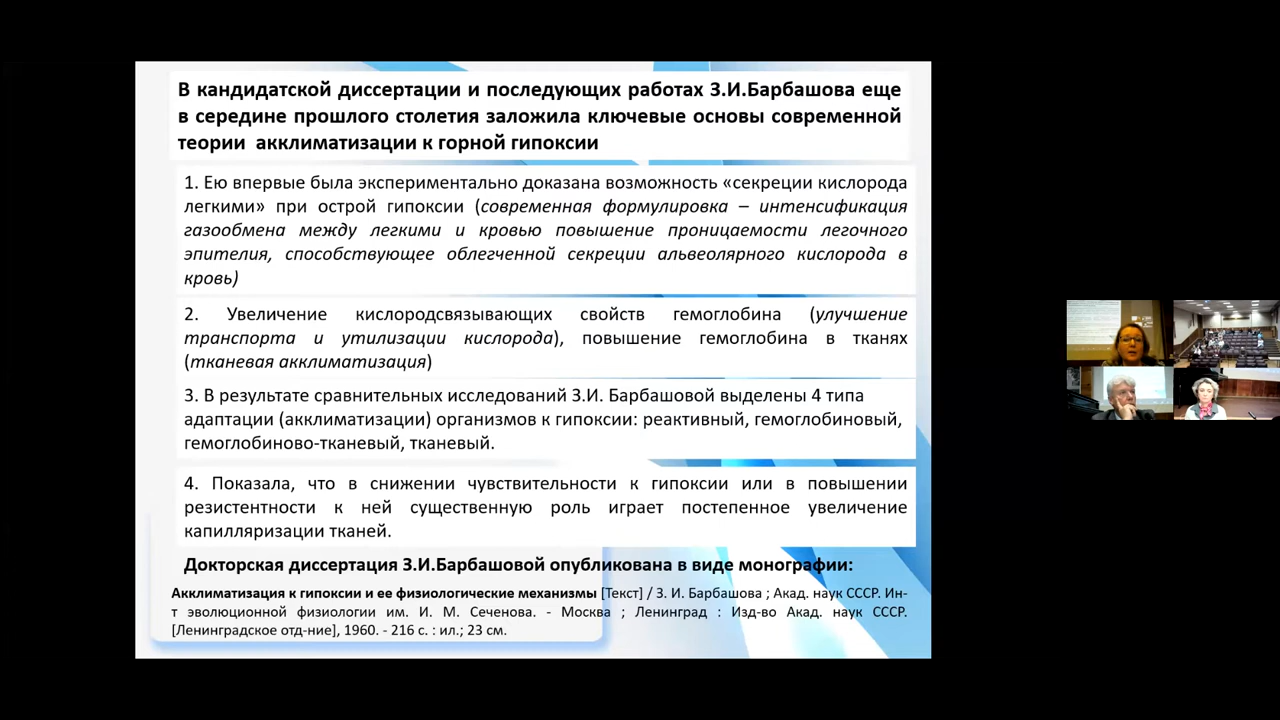 В кандидатской диссертации и последующих работах З.И.Барбашова еще
в середине прошлого столетия заложила ключевые основы современной
теории акклиматизации к горной гипоксии
1. Ею впервые была экспериментально доказана возможность «секреции кислорода
легкими» при острой гипоксии (современная формулировка – интенсификация
газообмена между легкими и кровью повышение проницаемости легочного
эпителия, способствующее облегченной секреции альвеолярного кислорода в
кровь)
2. Увеличение кислородсвязывающих свойств гемоглобина (улучшение
транспорта и утилизации кислорода), повышение гемоглобина в тканях
(тканевая акклиматизация)
3. В результате сравнительных исследований З.И. Барбашовой выделены 4 типа
адаптации (акклиматизации) организмов к гипоксии: реактивный, гемоглобиновый,
гемоглобиново-тканевый, тканевый.
4. Показала, что в снижении чувствительности к гипоксии или в повышении
резистентности к ней существенную роль играет постепенное увеличение
капилляризации тканей.
Докторская диссертация З.И.Барбашовой опубликована в виде монографии:
Акклиматизация к гипоксии и ее физиологические механизмы [Текст] / З. И. Барбашова ; Акад. наук СССР. Ин-
т эволюционной физиологии им. И. М. Сеченова. - Москва ; Ленинград : Изд-во Акад. наук СССР.
[Ленинградское отд-ние], 1960. - 216 с. : ил.; 23 см.